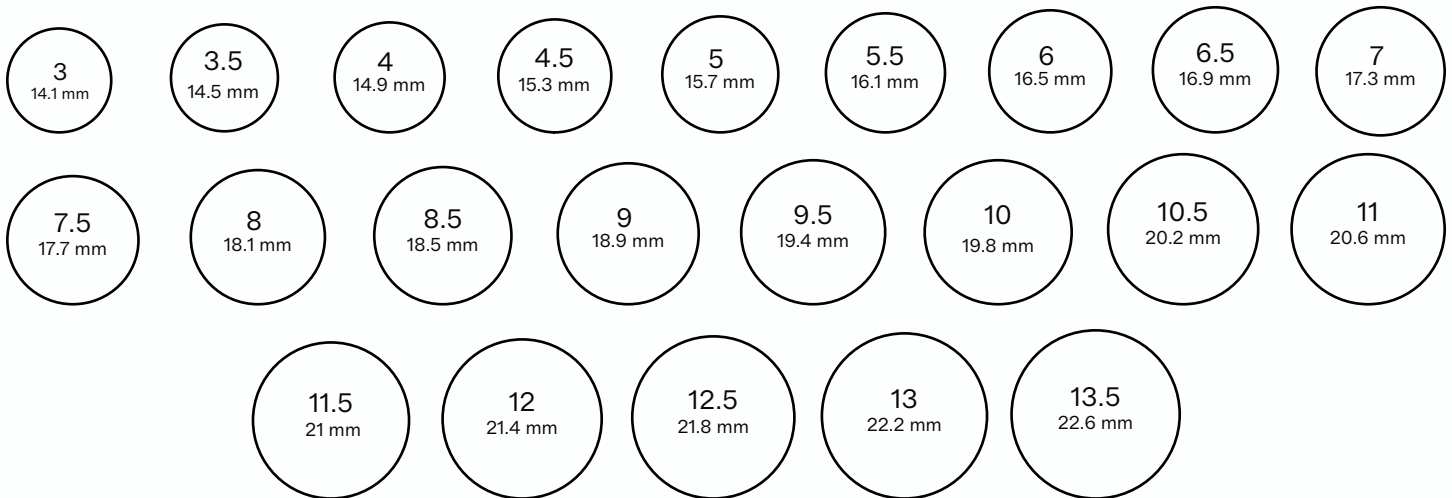 3
14.1 mm
3.5
14.5 mm
4
14.9 mm
4.5
15.3 mm
5
15.7 mm
5.5
16.1 mm
6
16.5 mm
6.5
16.9 mm
7
17.3 mm
7.5
17.7 mm
8
18.1 mm
8.5
18.5 mm
9
18.9 mm
9.5
19.4 mm
10
19.8 mm
10.5
20.2 mm
11
20.6 mm
11.5
21 mm
12
21.4 mm
12.5
21.8 mm
13
22.2 mm
13.5
22.6 mm